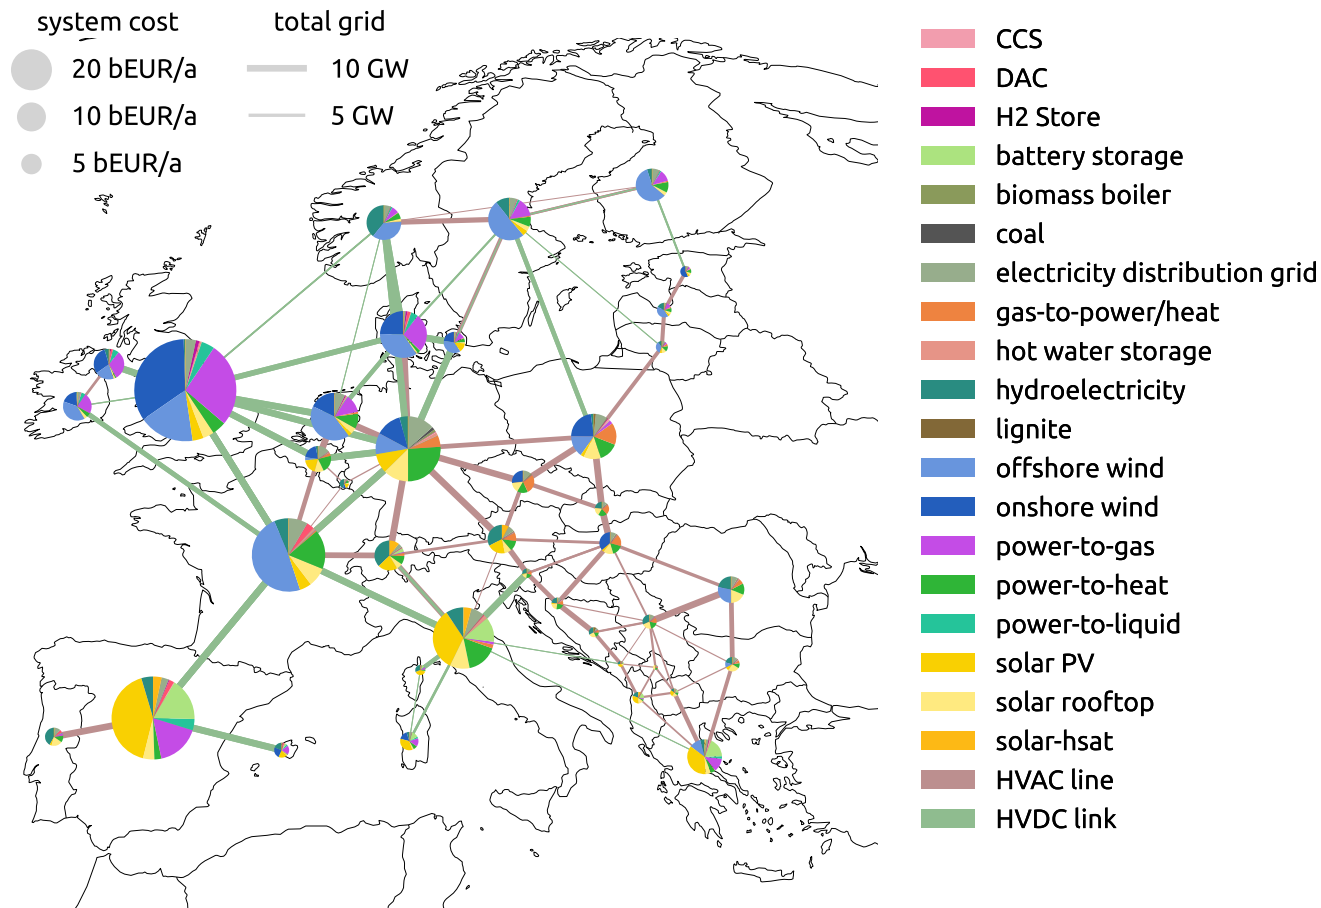 system cost
total grid
20 bEUR/a
10 GW
10 bEUR/a
5 GW
5 bEUR/a
CCS
DAC
H2 Store
battery storage
biomass boiler
coal
electricity distribution grid
gas-to-power/heat
hot water storage
hydroelectricity
lignite
offshore wind
onshore wind
power-to-gas
power-to-heat
power-to-liquid
solar PV
solar rooftop
solar-hsat
HVAC line
HVDC link